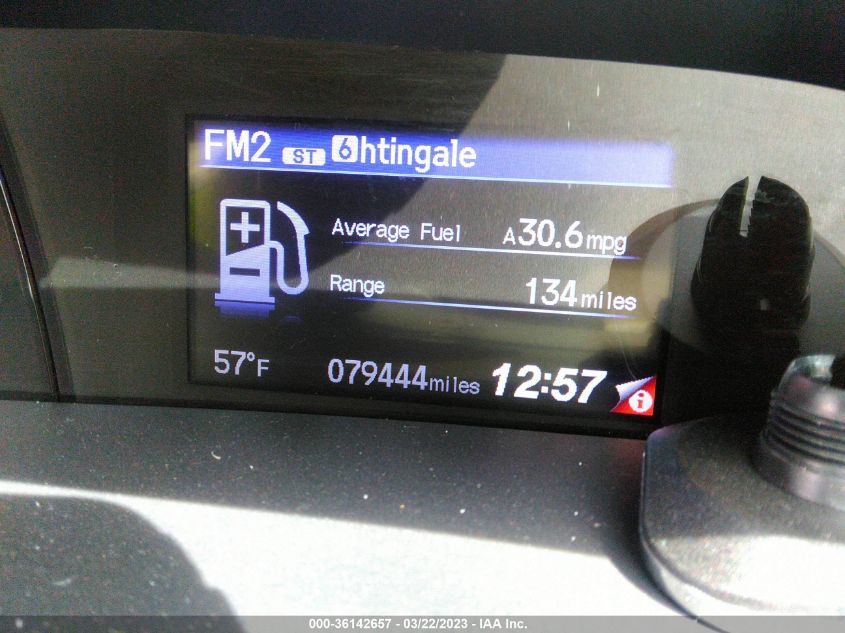 FM2 ST 6htingale
Average Fuel A30.6mpg
Range 134miles
57°F 079444miles 12:57 i
000-36142657 - 03/22/2023 - IAA Inc.